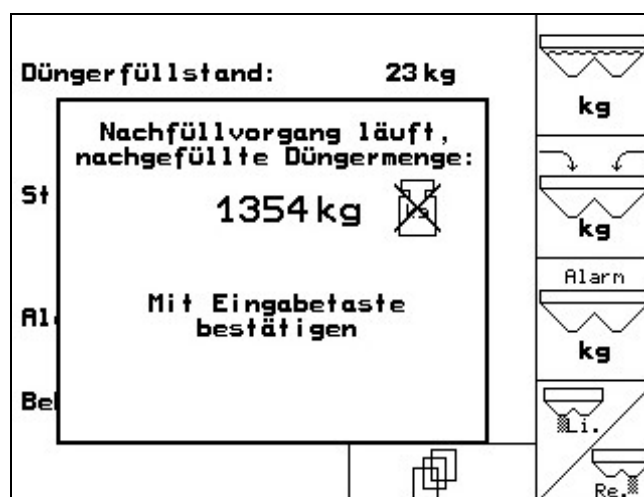 Düngerfüllstand: 23 kg
Nachfüllvorgang läuft,
nachgefüllte Düngermenge:
1354 kg
St
Mit Eingabetaste
bestätigen
Al
Bel
kg
kg
Alarm
kg
Li.
Re.